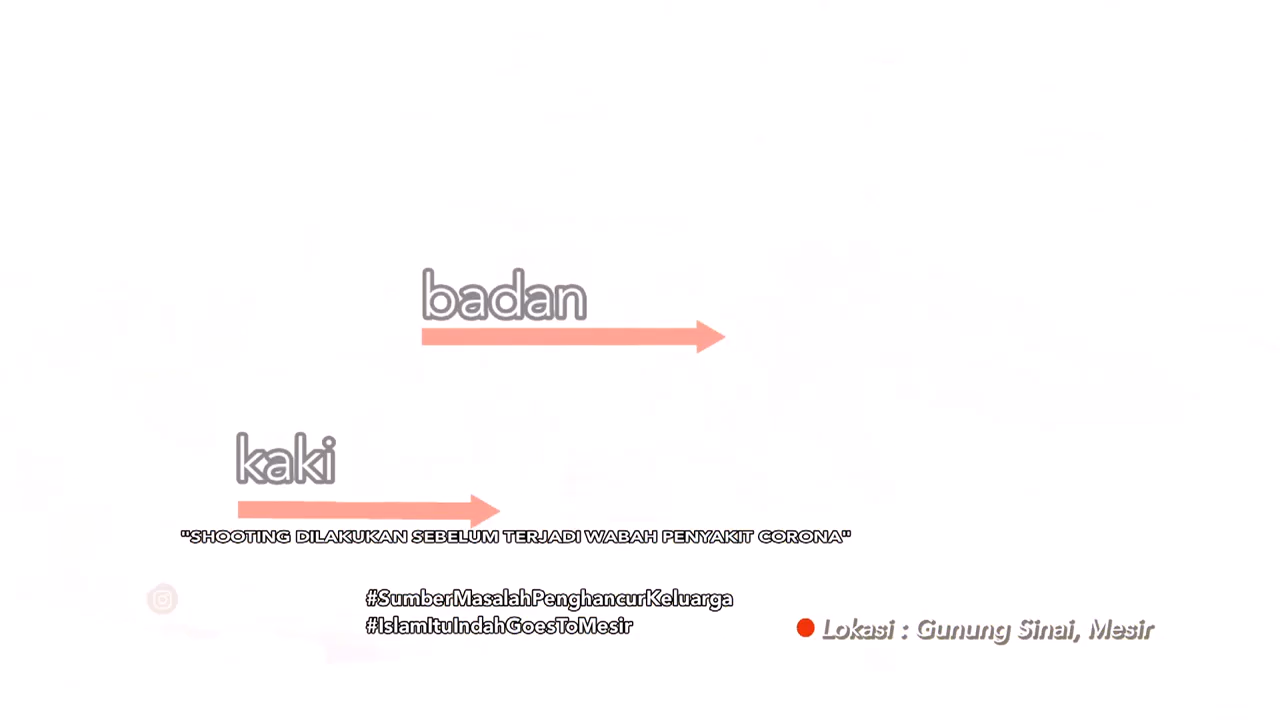 badan
kaki
"SHOOTING DILAKUKAN SEBELUM TERJADI WABAH PENYAKIT CORONA"
#SumberMasalahPenghancurKeluarga
#IslamItuIndahGoesToMesir
Lokasi : Gunung Sinai, Mesir